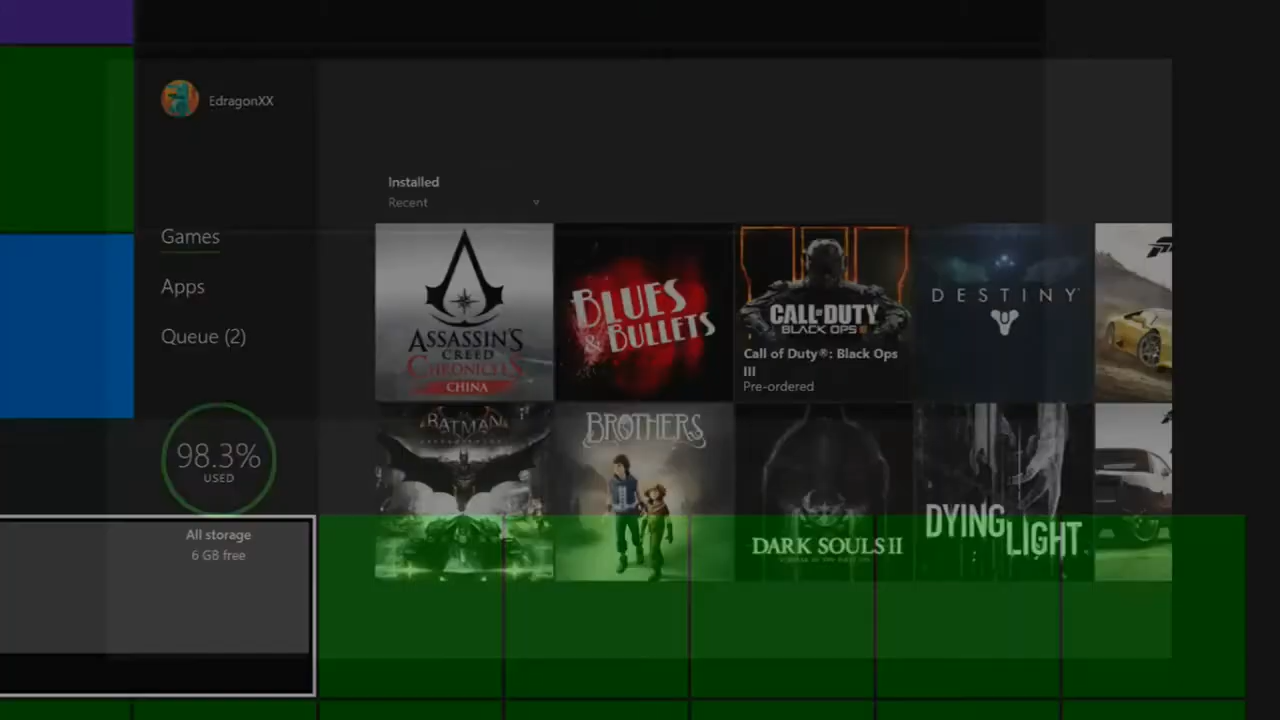 EdragonXX
Installed
Recent
Games
Apps
Queue (2)
98.3%
USED
All storage
6 GB free
ASSASSIN'S
CREED
CHRONICLES
CHINA
BLUES
& BULLETS
CALL OF DUTY
BLACK OPS III
Call of Duty®: Black Ops
III
Pre-ordered
DESTINY
BATMAN
BROTHERS
DARK SOULS II
DYING
LIGHT